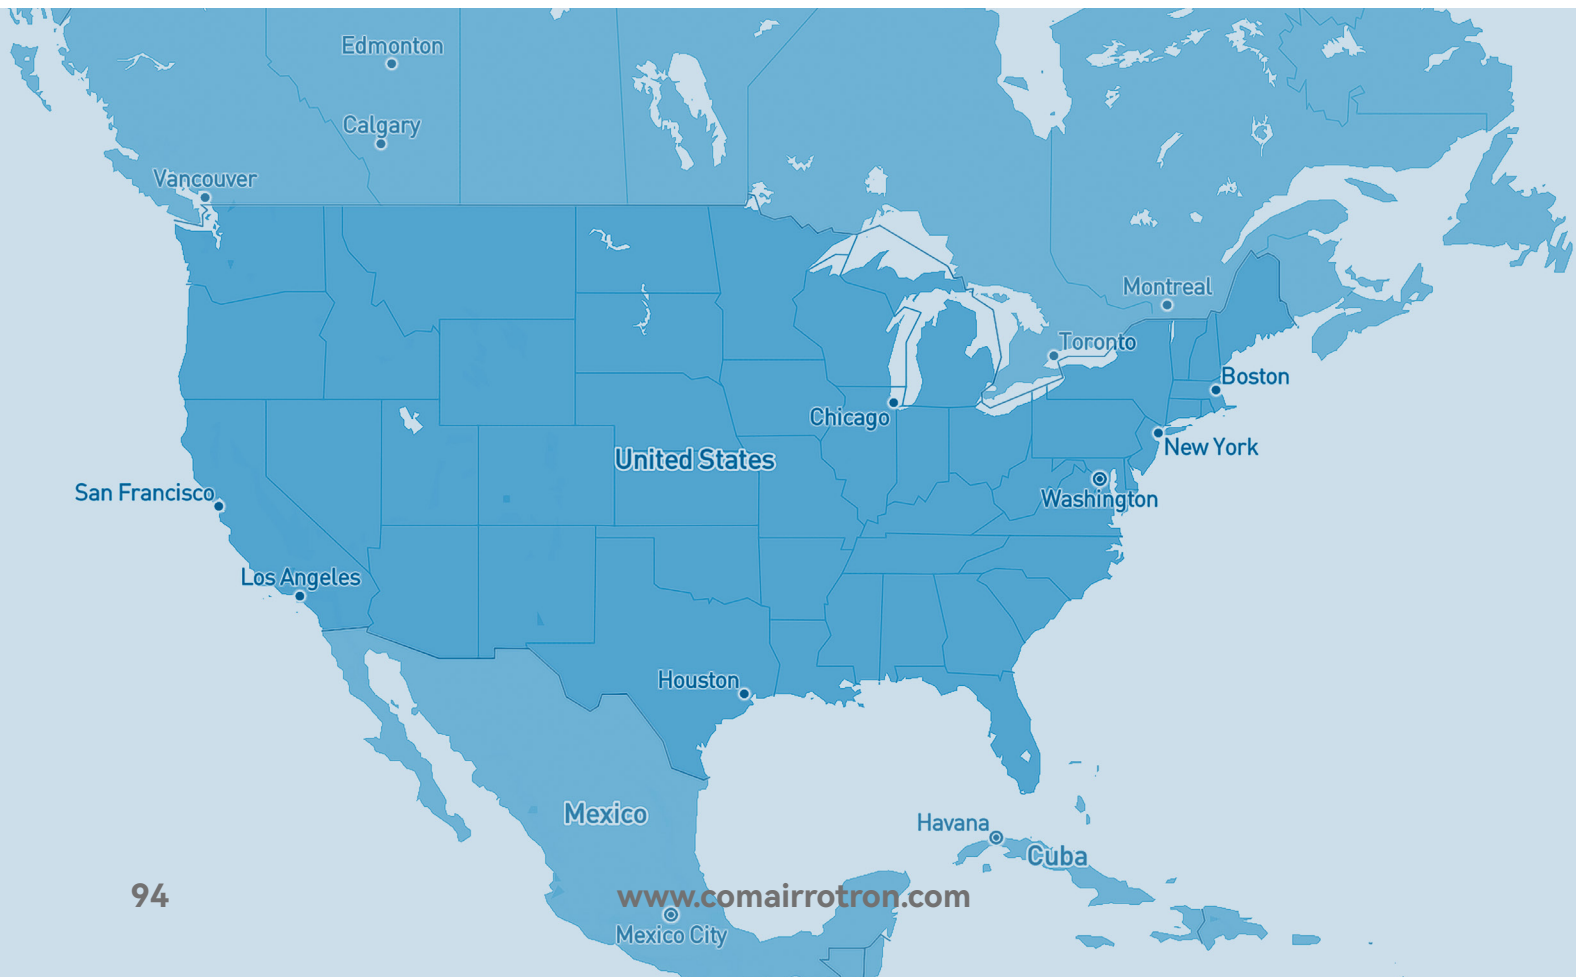 Edmonton
Calgary
Vancouver
Montreal
Toronto
Boston
Chicago
New York
United States
San Francisco
Washington
Los Angeles
Houston
Mexico
Havana
Cuba
94
www.comairrotron.com
Mexico City